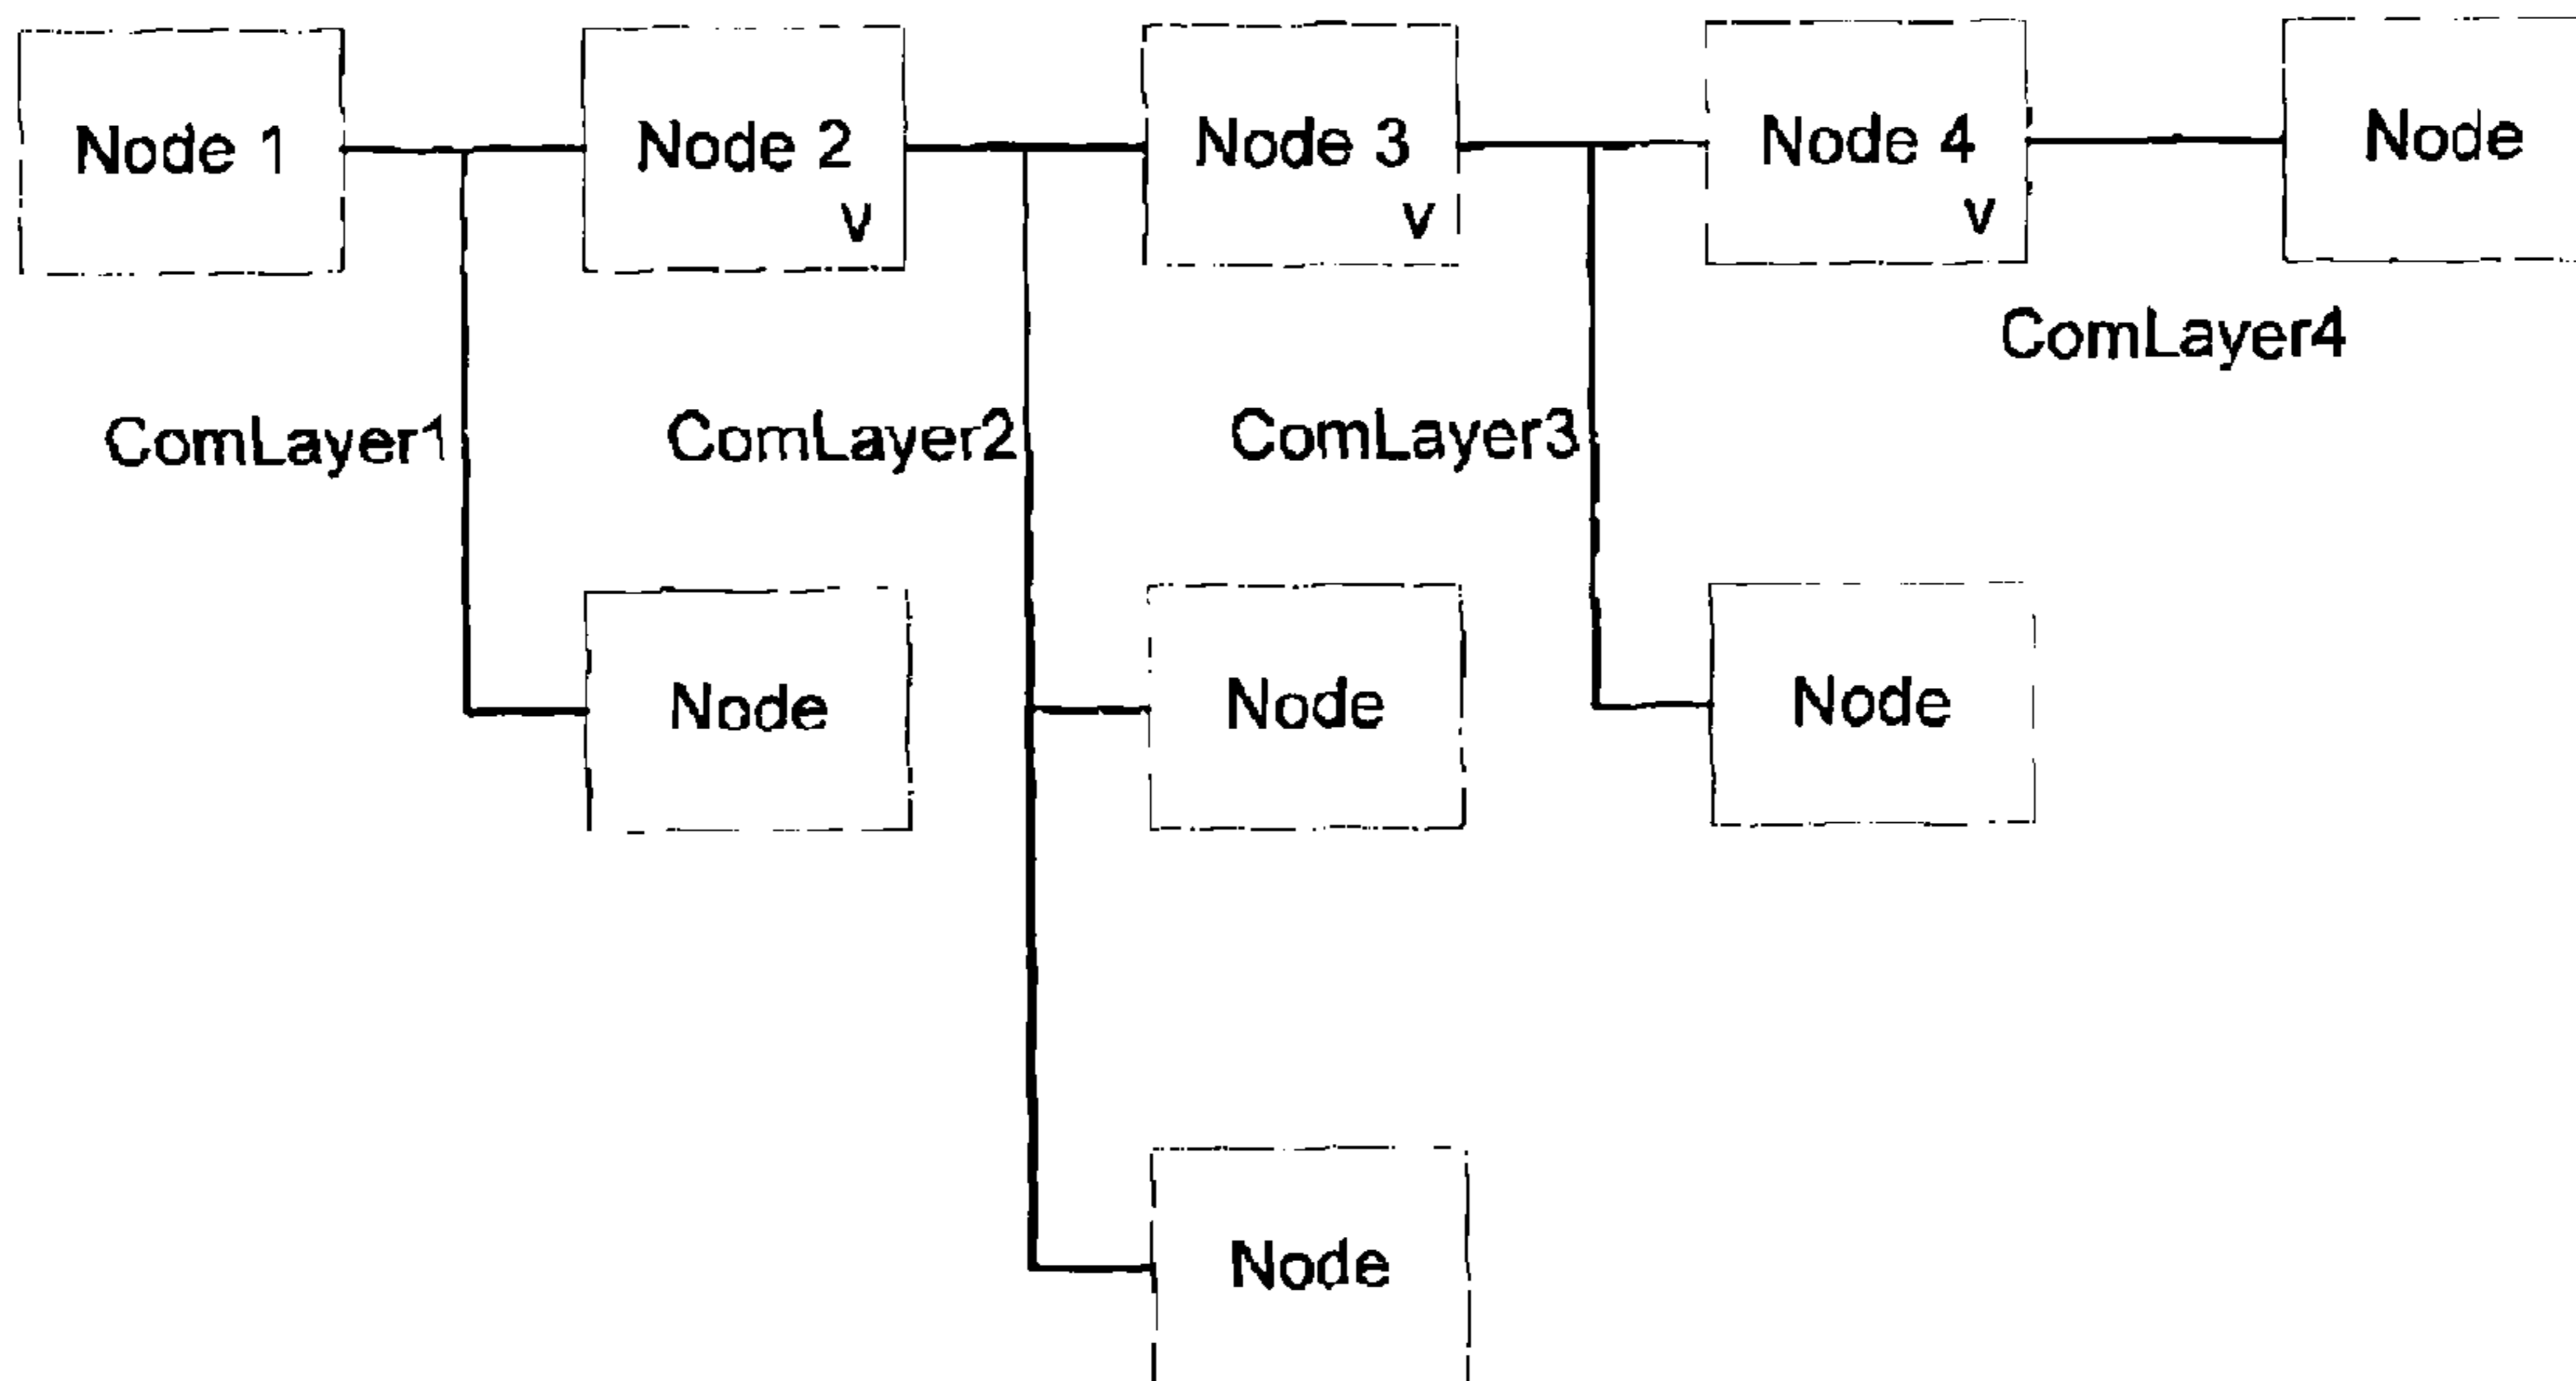 Node 1
Node 2
v
Node 3
v
Node 4
v
Node
ComLayer1
ComLayer2
ComLayer3
ComLayer4
Node
Node
Node
Node